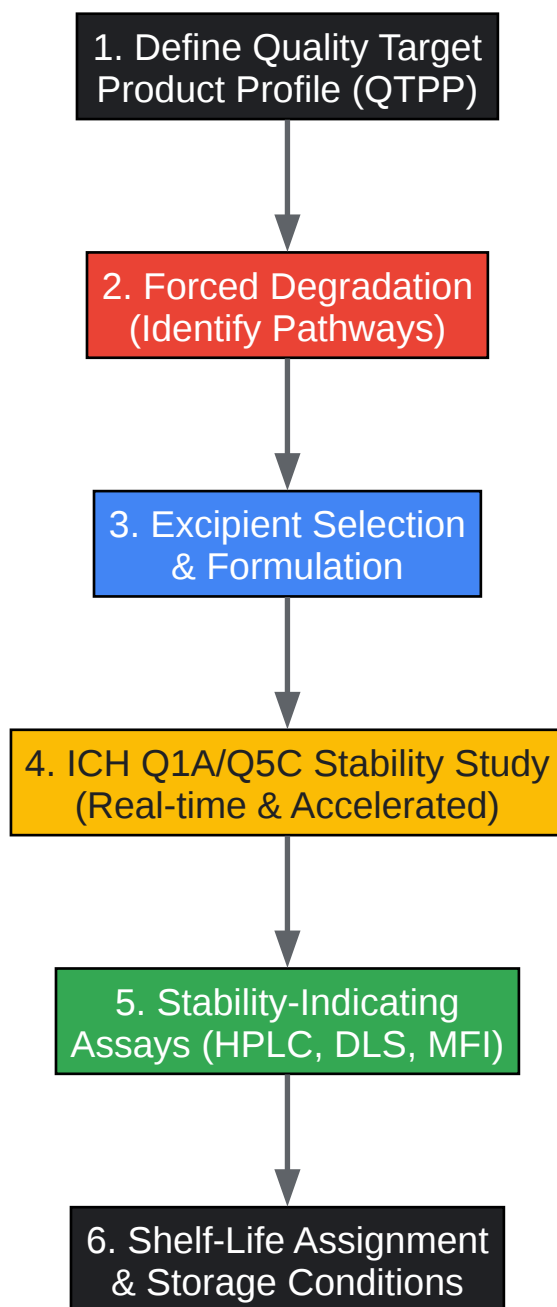 1. Define Quality Target
Product Profile (QTPP)
2. Forced Degradation
(Identify Pathways)
3. Excipient Selection
& Formulation
4. ICH Q1A/Q5C Stability Study
(Real-time & Accelerated)
5. Stability-Indicating
Assays (HPLC, DLS, MFI)
6. Shelf-Life Assignment
& Storage Conditions